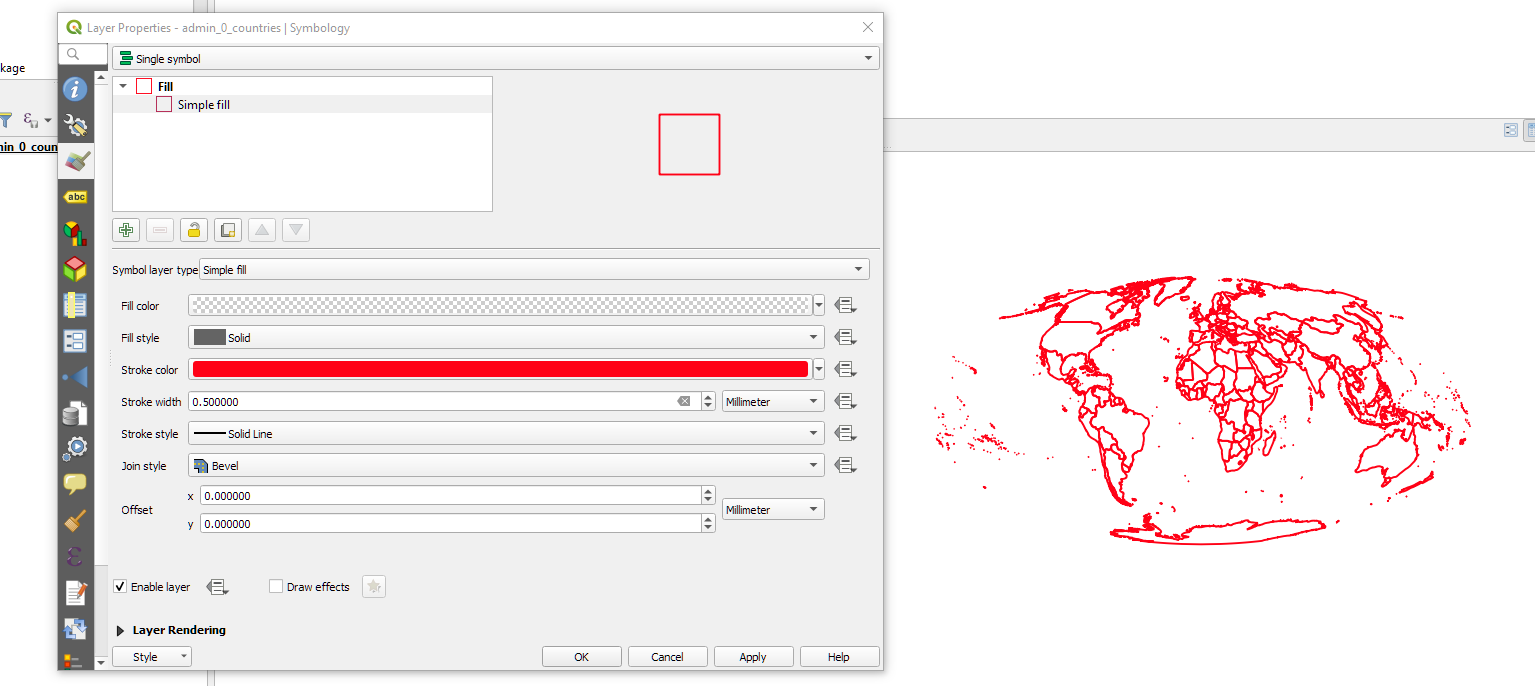 Layer Properties - admin_0_countries | Symbology
kage
Single symbol
Fill
Simple fill
min_0_coun
abc
Symbol layer type Simple fill
Fill color
Fill style Solid
Stroke color
Stroke width 0.500000 Millimeter
Stroke style Solid Line
Join style Bevel
x 0.000000
Offset Millimeter
y 0.000000
Enable layer Draw effects
Layer Rendering
Style OK Cancel Apply Help